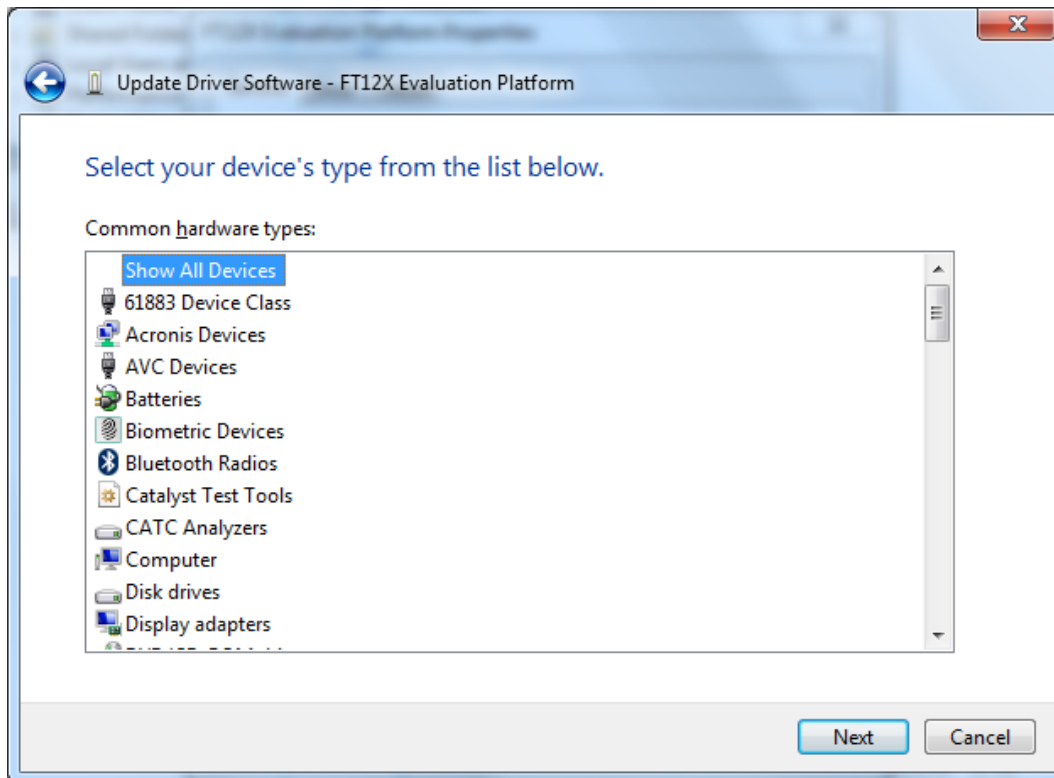 Update Driver Software - FT12X Evaluation Platform
Select your device's type from the list below.
Common hardware types:
Show All Devices
61883 Device Class
Acronis Devices
AVC Devices
Batteries
Biometric Devices
Bluetooth Radios
Catalyst Test Tools
CATC Analyzers
Computer
Disk drives
Display adapters
Next
Cancel